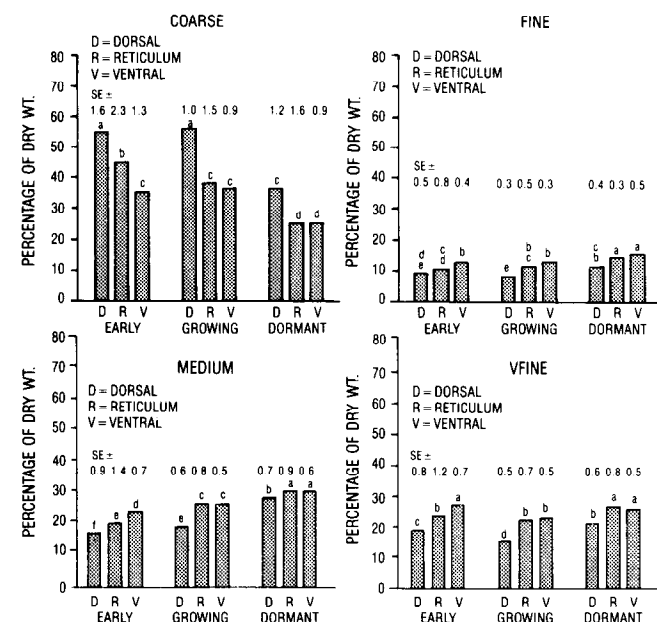 COARSE
80
70
60
50
40
30
20
10
0
PERCENTAGE OF DRY WT.
D = DORSAL
R = RETICULUM
V = VENTRAL
SE ±
1.6 2.3 1.3 1.0 1.5 0.9 1.2 1.6 0.9
a b c a c c c d d
D R V D R V D R V
EARLY GROWING DORMANT
FINE
80
70
60
50
40
30
20
10
0
PERCENTAGE OF DRY WT.
D = DORSAL
R = RETICULUM
V = VENTRAL
SE ±
0.5 0.8 0.4 0.3 0.5 0.3 0.4 0.3 0.5
d c b b c a a
e d e c b b
D R V D R V D R V
EARLY GROWING DORMANT
MEDIUM
80
70
60
50
40
30
20
10
0
PERCENTAGE OF DRY WT.
D = DORSAL
R = RETICULUM
V = VENTRAL
SE ±
0.9 1.4 0.7 0.6 0.8 0.5 0.7 0.9 0.6
f e d e c c b a a
D R V D R V D R V
EARLY GROWING DORMANT
VFINE
80
70
60
50
40
30
20
10
0
PERCENTAGE OF DRY WT.
D = DORSAL
R = RETICULUM
V = VENTRAL
SE ±
0.8 1.2 0.7 0.5 0.7 0.5 0.6 0.8 0.5
c b a d b b b a a
D R V D R V D R V
EARLY GROWING DORMANT